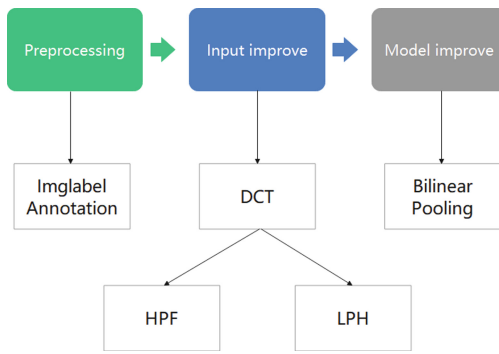 Preprocessing
Input improve
Model improve
Imglabel
Annotation
DCT
Bilinear
Pooling
HPF
LPH